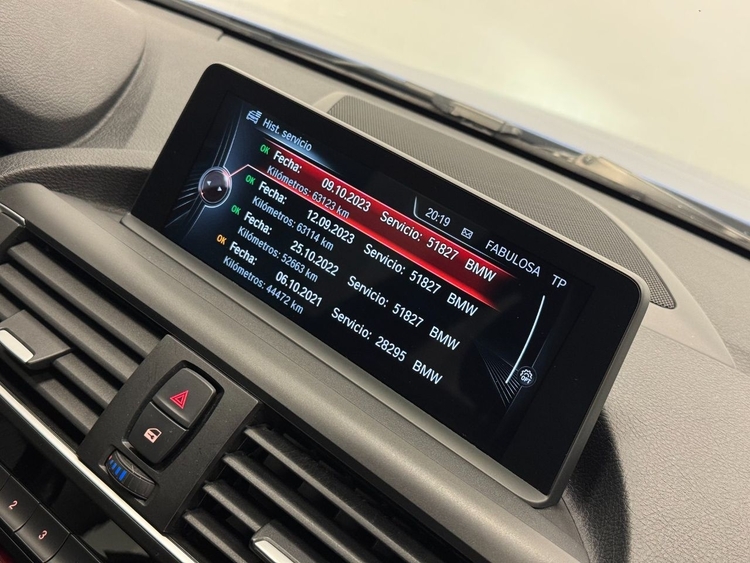 Hist. servicio
20:19 FABULOSA TP
OK Fecha: 09.10.2023 Servicio: 51827 BMW
Kilómetros: 63123 km
OK Fecha: 12.09.2023 Servicio: 51827 BMW
Kilómetros: 63114 km
OK Fecha: 25.10.2022 Servicio: 51827 BMW
Kilómetros: 52663 km
OK Fecha: 06.10.2021 Servicio: 28295 BMW
Kilómetros: 44472 km
OFF
2
3